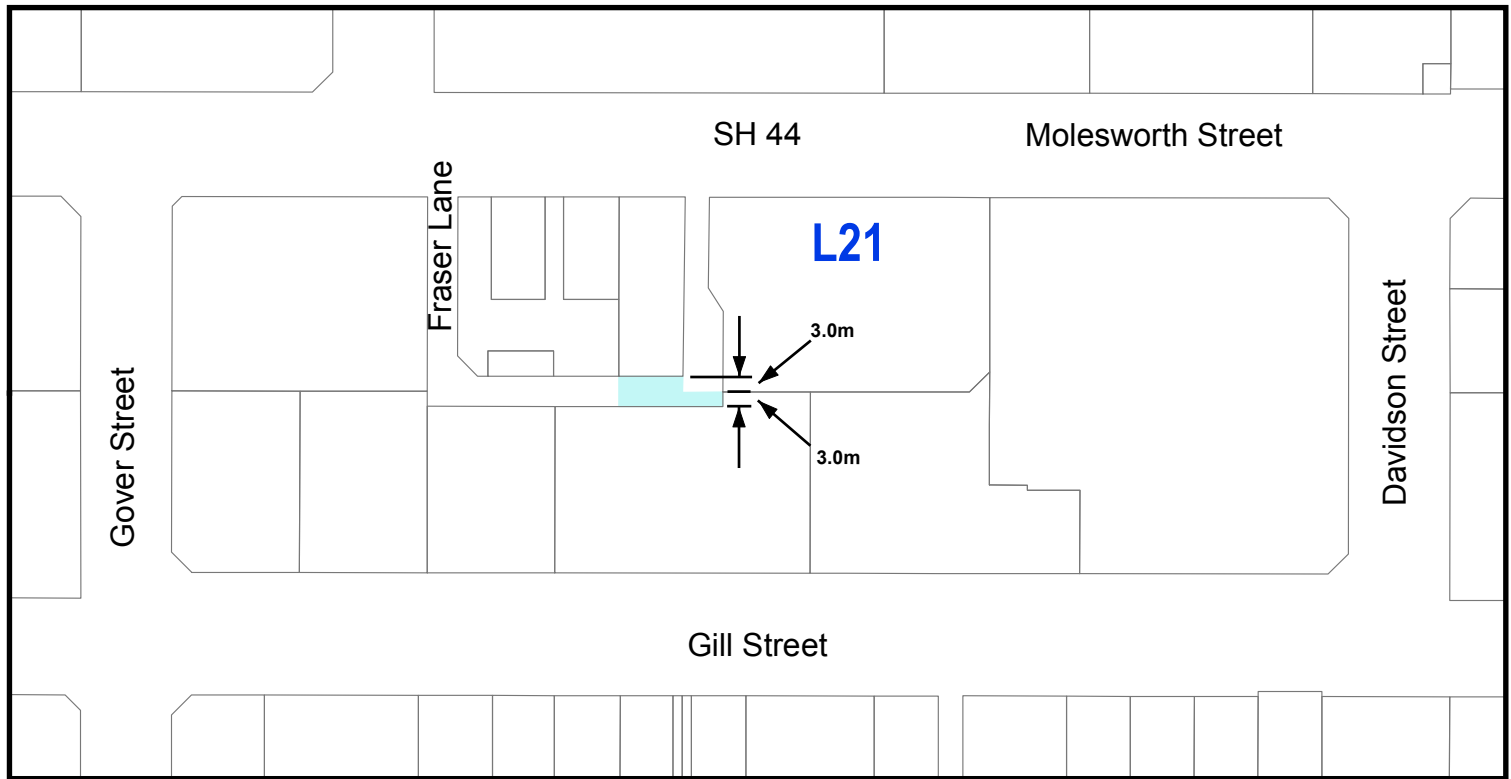 SH 44
Molesworth Street
Fraser Lane
L21
3.0m
3.0m
Gover Street
Davidson Street
Gill Street